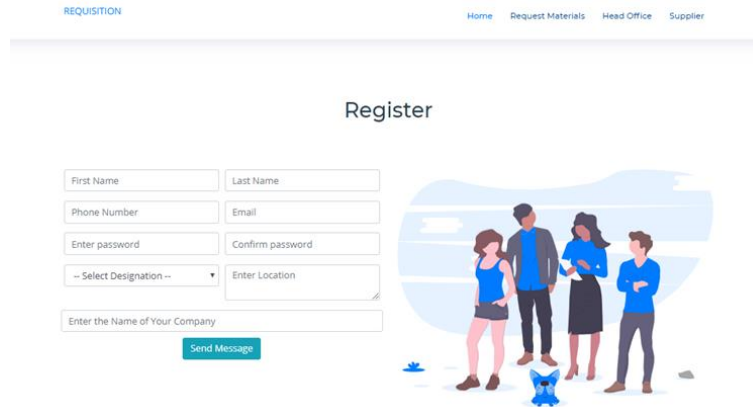 REQUISITION
Home Request Materials Head Office Supplier
Register
First Name Last Name
Phone Number Email
Enter password Confirm password
-- Select Designation -- Enter Location
Enter the Name of Your Company
Send Message